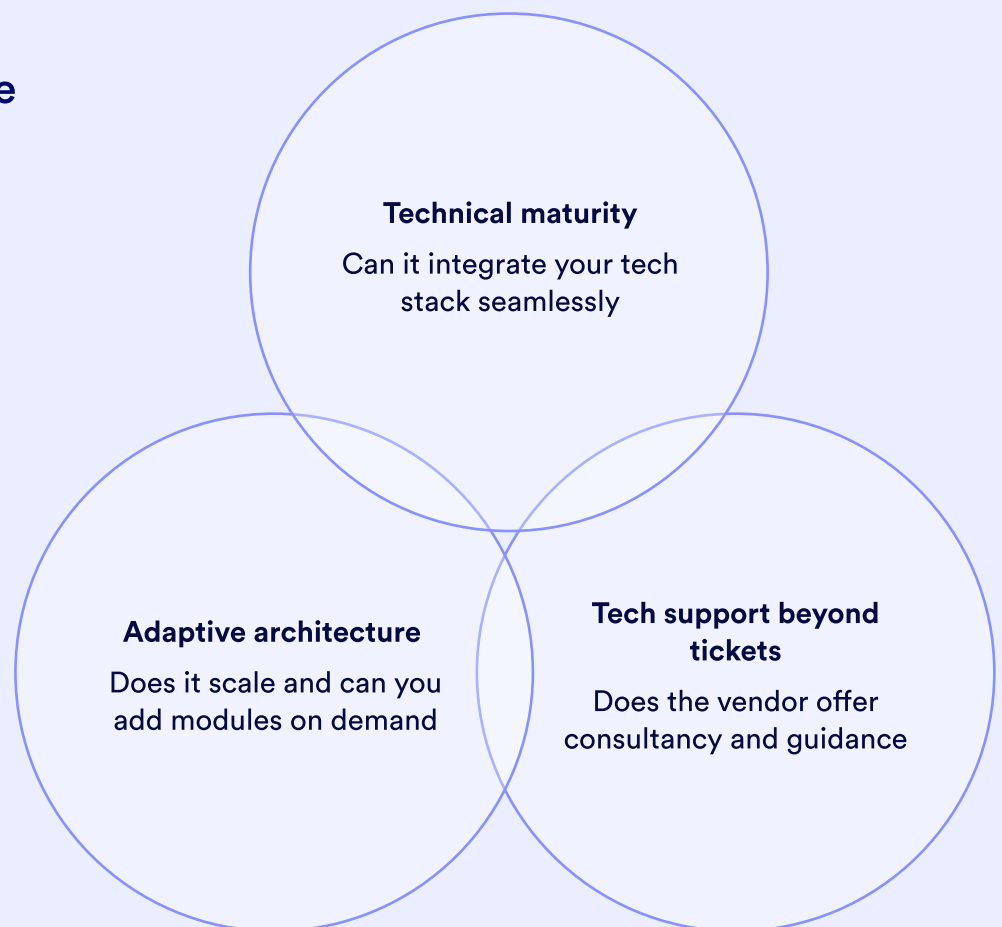 Technical maturity
Can it integrate your tech
stack seamlessly
Adaptive architecture
Does it scale and can you
add modules on demand
Tech support beyond
tickets
Does the vendor offer
consultancy and guidance